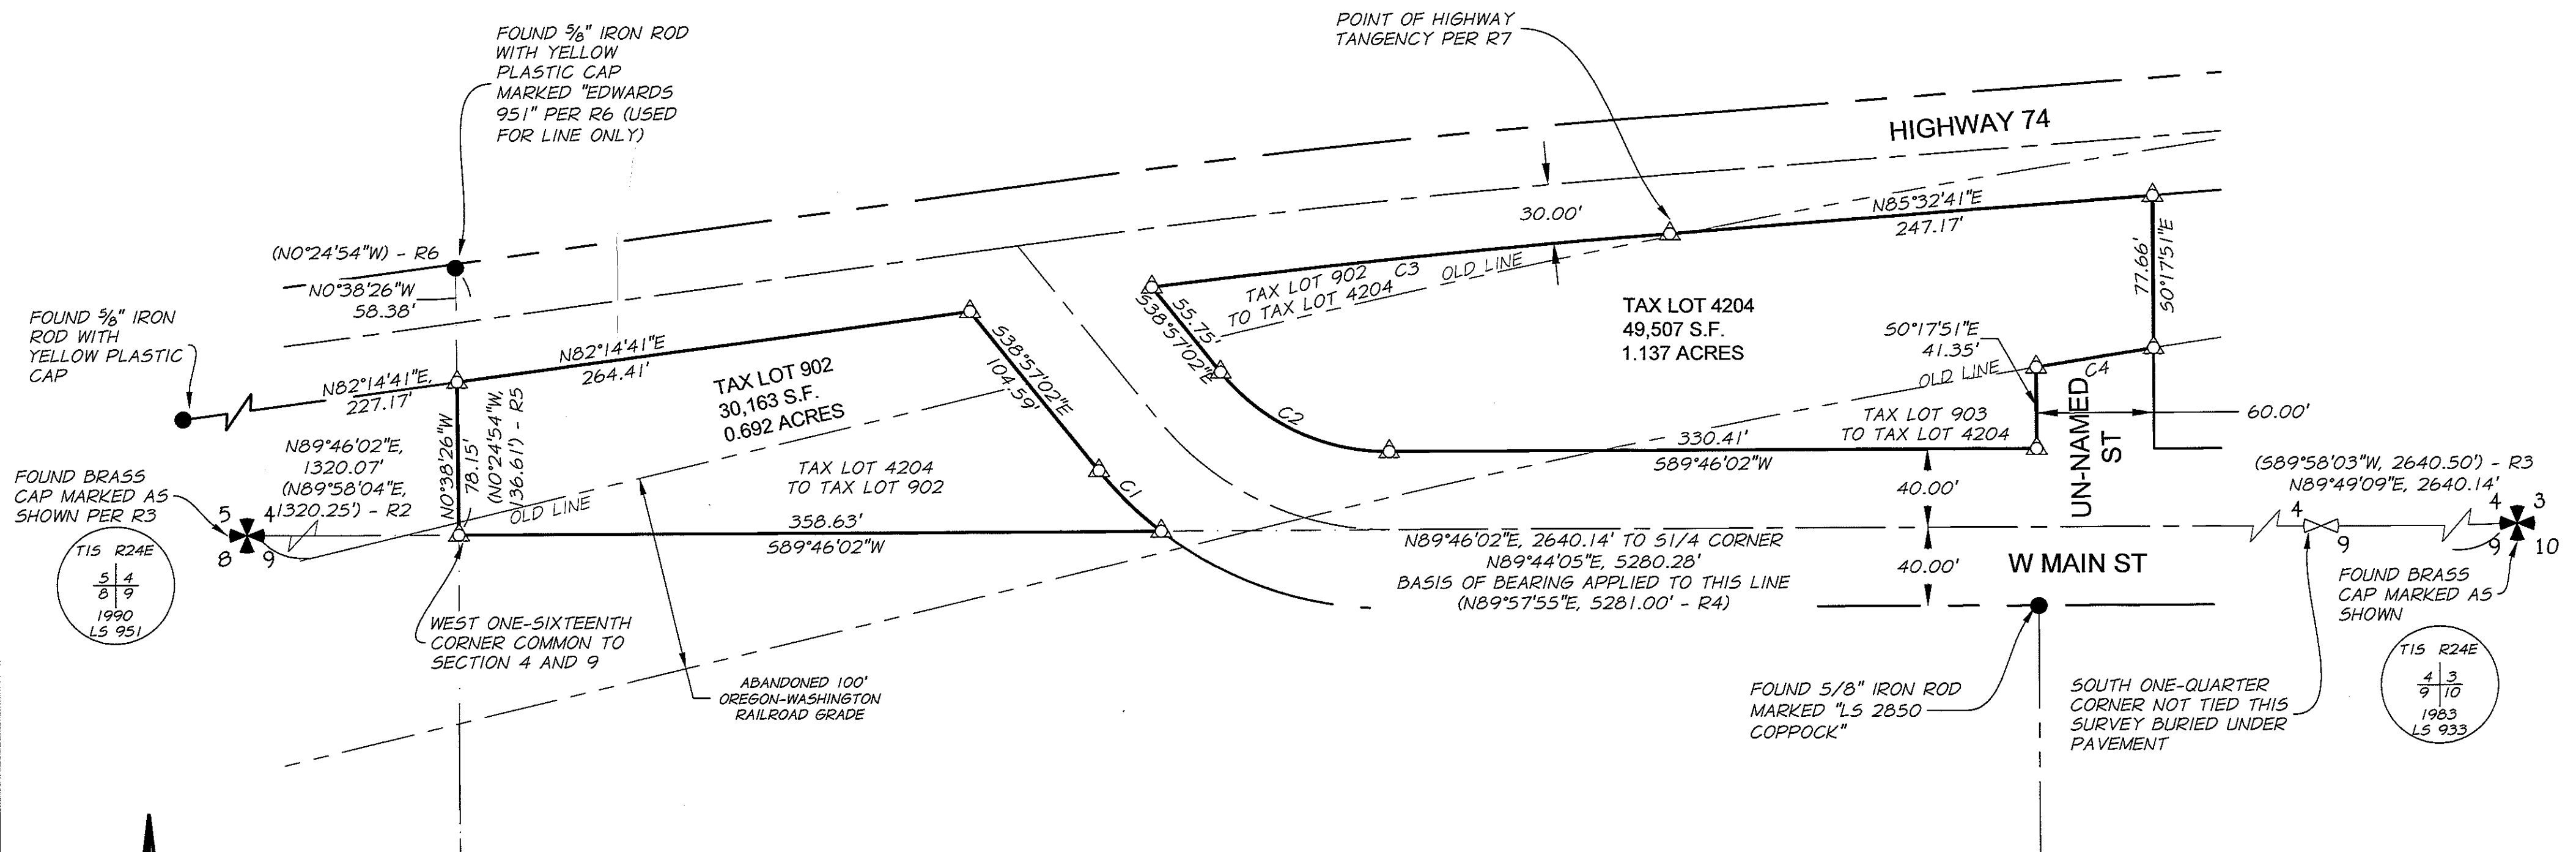 FOUND 5/8" IRON ROD
WITH YELLOW
PLASTIC CAP
MARKED "EDWARDS
951" PER R6 (USED
FOR LINE ONLY)
POINT OF HIGHWAY
TANGENCY PER R7
HIGHWAY 74
30.00'
N85°32'41"E
247.17'
(N0°24'54"W) - R6
N0°38'26"W
58.38'
FOUND 5/8" IRON
ROD WITH
YELLOW PLASTIC
CAP
N82°14'41"E,
227.17'
N82°14'41"E
264.41'
TAX LOT 902
30,163 S.F.
0.692 ACRES
S38°57'02"E
104.59'
C1
55.75'
S38°57'02"E
C2
TAX LOT 902
TO TAX LOT 4204
C3
OLD LINE
TAX LOT 4204
49,507 S.F.
1.137 ACRES
77.66'
S0°17'51"E
S0°17'51"E
41.35'
OLD LINE
C4
UN-NAMED
ST
60.00'
TAX LOT 903
TO TAX LOT 4204
330.41'
S89°46'02"W
N0°38'26"W
78.15'
(N0°24'54"W,
136.61') - R5
OLD LINE
TAX LOT 4204
TO TAX LOT 902
358.63'
S89°46'02"W
N89°46'02"E,
1320.07'
(N89°58'04"E,
1320.25') - R2
FOUND BRASS
CAP MARKED AS
SHOWN PER R3
5 4
8 9
T1S R24E
5 4
8 9
1990
LS 951
WEST ONE-SIXTEENTH
CORNER COMMON TO
SECTION 4 AND 9
ABANDONED 100'
OREGON-WASHINGTON
RAILROAD GRADE
N89°46'02"E, 2640.14' TO S1/4 CORNER
N89°44'05"E, 5280.28'
BASIS OF BEARING APPLIED TO THIS LINE
(N89°57'55"E, 5281.00' - R4)
40.00'
40.00'
W MAIN ST
(S89°58'03"W, 2640.50') - R3
N89°49'09"E, 2640.14'
4
9
4 3
9 10
FOUND BRASS
CAP MARKED AS
SHOWN
T1S R24E
4 3
9 10
1983
LS 933
FOUND 5/8" IRON ROD
MARKED "LS 2850
COPPOCK"
SOUTH ONE-QUARTER
CORNER NOT TIED THIS
SURVEY BURIED UNDER
PAVEMENT